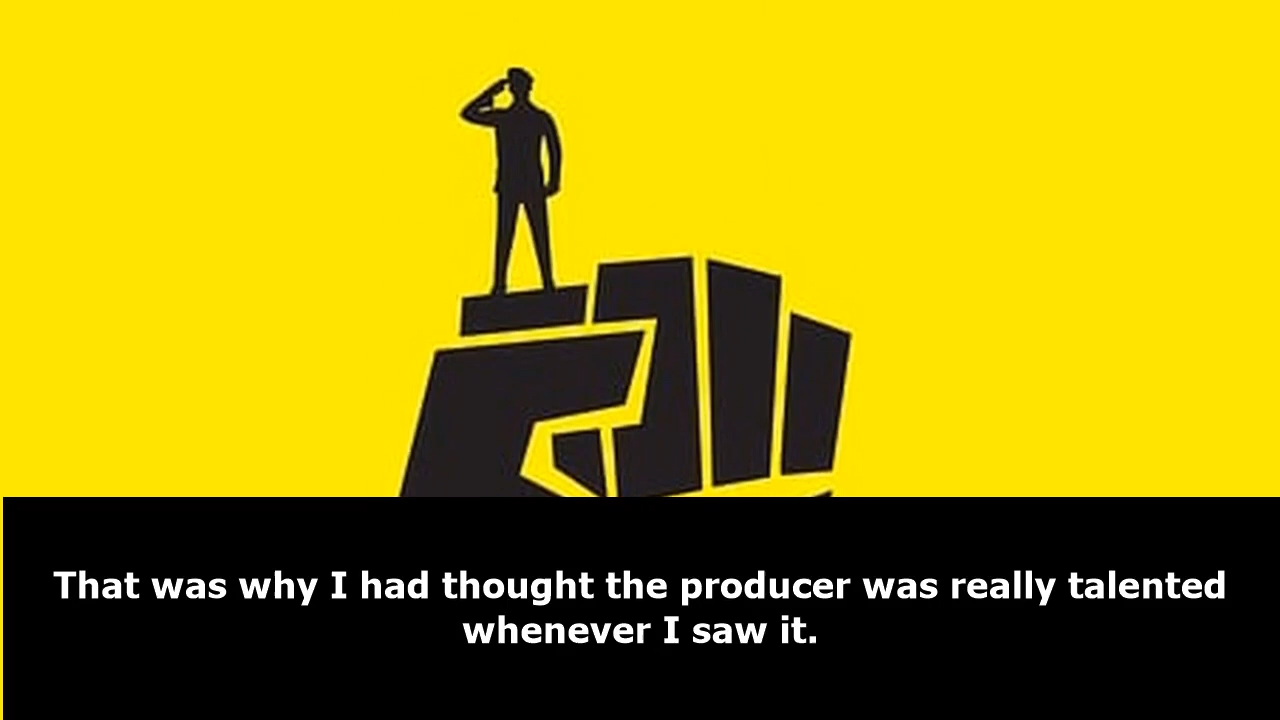 That was why I had thought the producer was really talented
whenever I saw it.